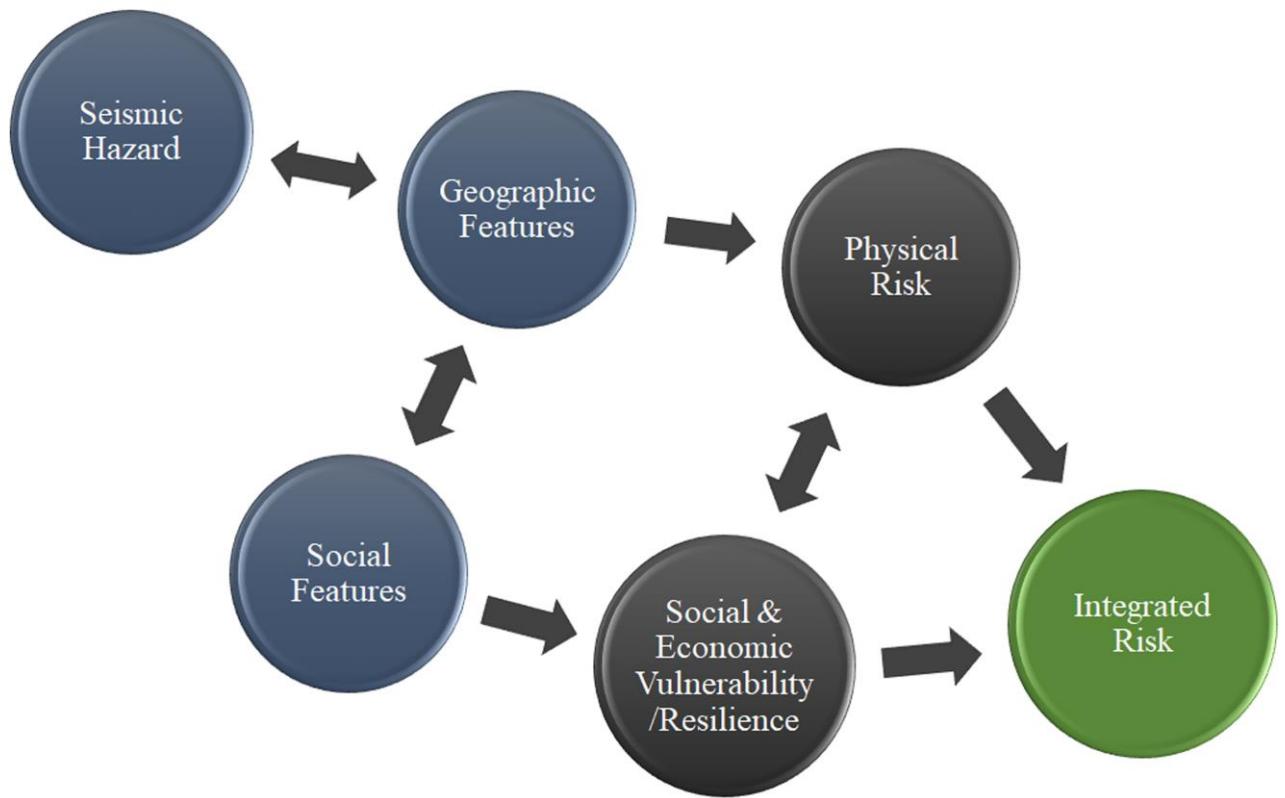 Seismic
Hazard
Geographic
Features
Physical
Risk
Social
Features
Social &
Economic
Vulnerability
/Resilience
Integrated
Risk